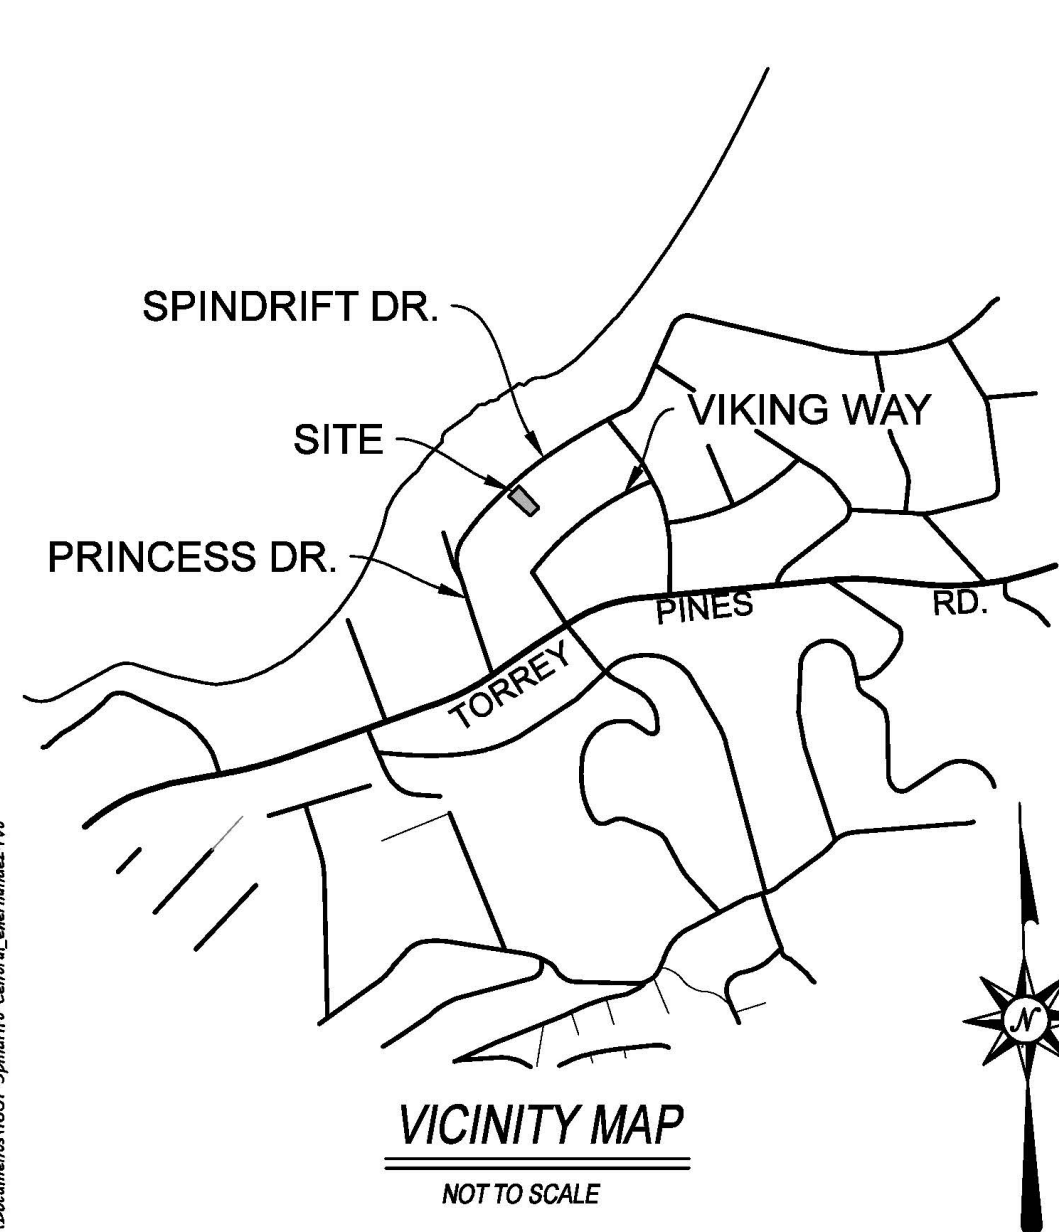 SPINDRIFT DR.
VIKING WAY
SITE
PRINCESS DR.
PINES
RD.
TORREY
N
VICINITY MAP
NOT TO SCALE